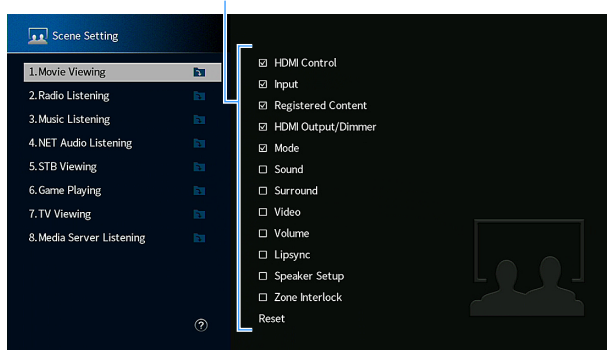 Scene Setting
1.Movie Viewing
2.Radio Listening
3.Music Listening
4.NET Audio Listening
5.STB Viewing
6.Game Playing
7.TV Viewing
8.Media Server Listening
?
HDMI Control
Input
Registered Content
HDMI Output/Dimmer
Mode
Sound
Surround
Video
Volume
Lipsync
Speaker Setup
Zone Interlock
Reset